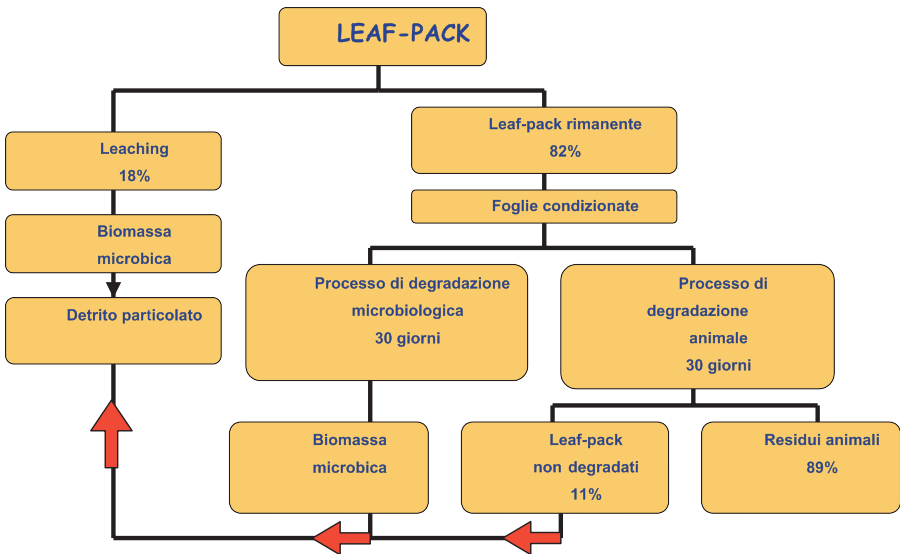 LEAF-PACK
Leaf-pack rimanente
82%
Leaching
18%
Foglie condizionate
Biomassa
microbica
Detrito particolato
Processo di degradazione
microbiologica
30 giorni
Processo di
degradazione
animale
30 giorni
Biomassa
microbica
Leaf-pack
non degradati
11%
Residui animali
89%